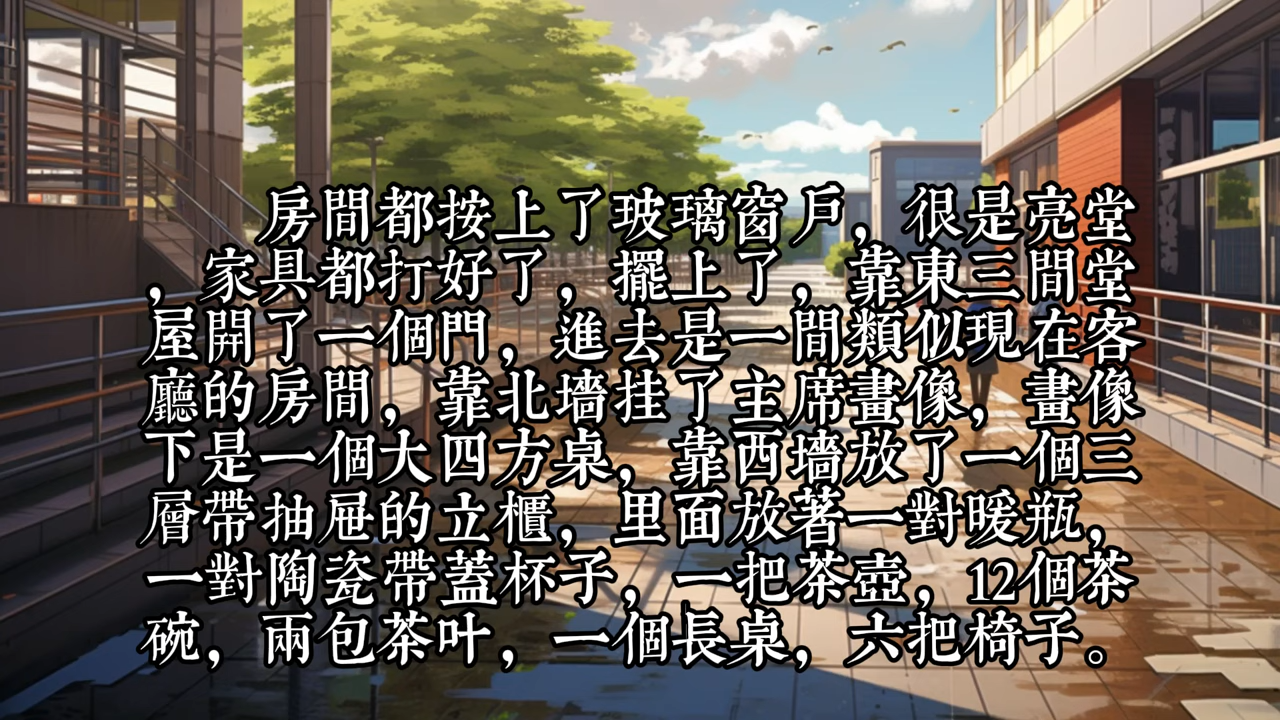 房間都按上了玻璃窗戶，很是亮堂
，家具都打好了，擺上了，靠東三間堂
屋開了一個門，進去是一間類似現在客
廳的房間，靠北墻挂了主席畫像，畫像
下是一個大四方桌，靠西墻放了一個三
層帶抽屜的立櫃，里面放著一對暖瓶，
一對陶瓷帶蓋杯子，一把茶壺，12個茶
碗，兩包茶叶，一個長桌，六把椅子。